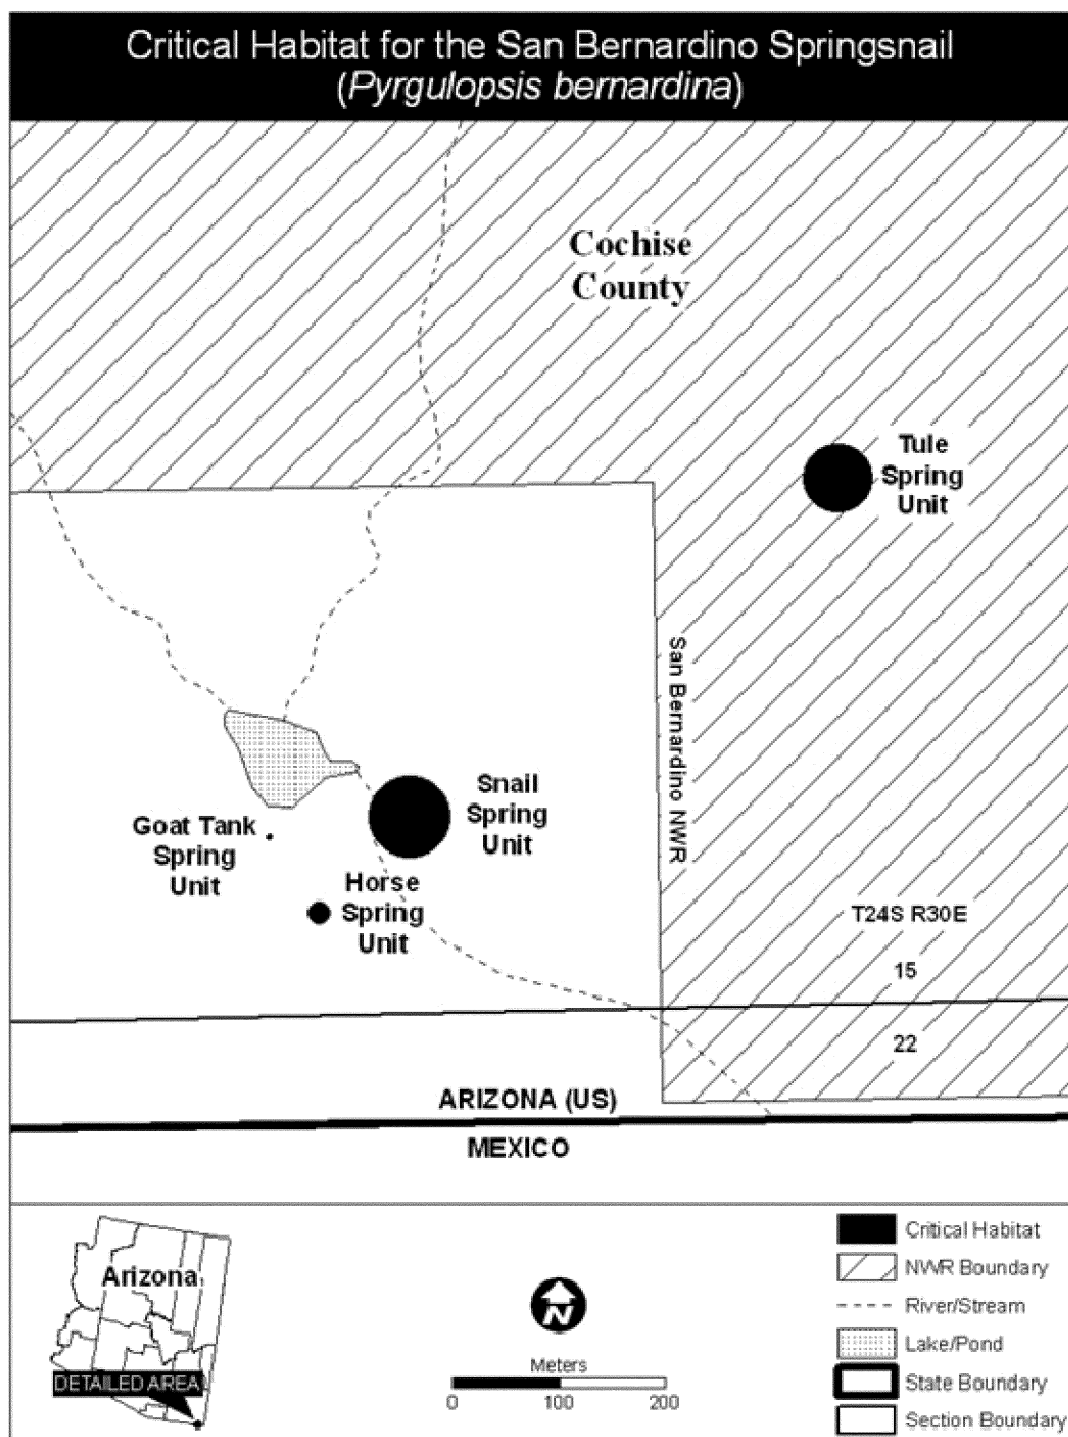 Critical Habitat for the San Bernardino Springsnail
(Pyrgulopsis bernardina)
Cochise
County
Tule
Spring
Unit
San Bernardino NWR
Snail
Spring
Unit
Goat Tank
Spring
Unit
Horse
Spring
Unit
T24S R30E
15
22
ARIZONA (US)
MEXICO
Arizona
DETAILED AREA
N
Meters
0 100 200
Critical Habitat
NWR Boundary
River/Stream
Lake/Pond
State Boundary
Section Boundary